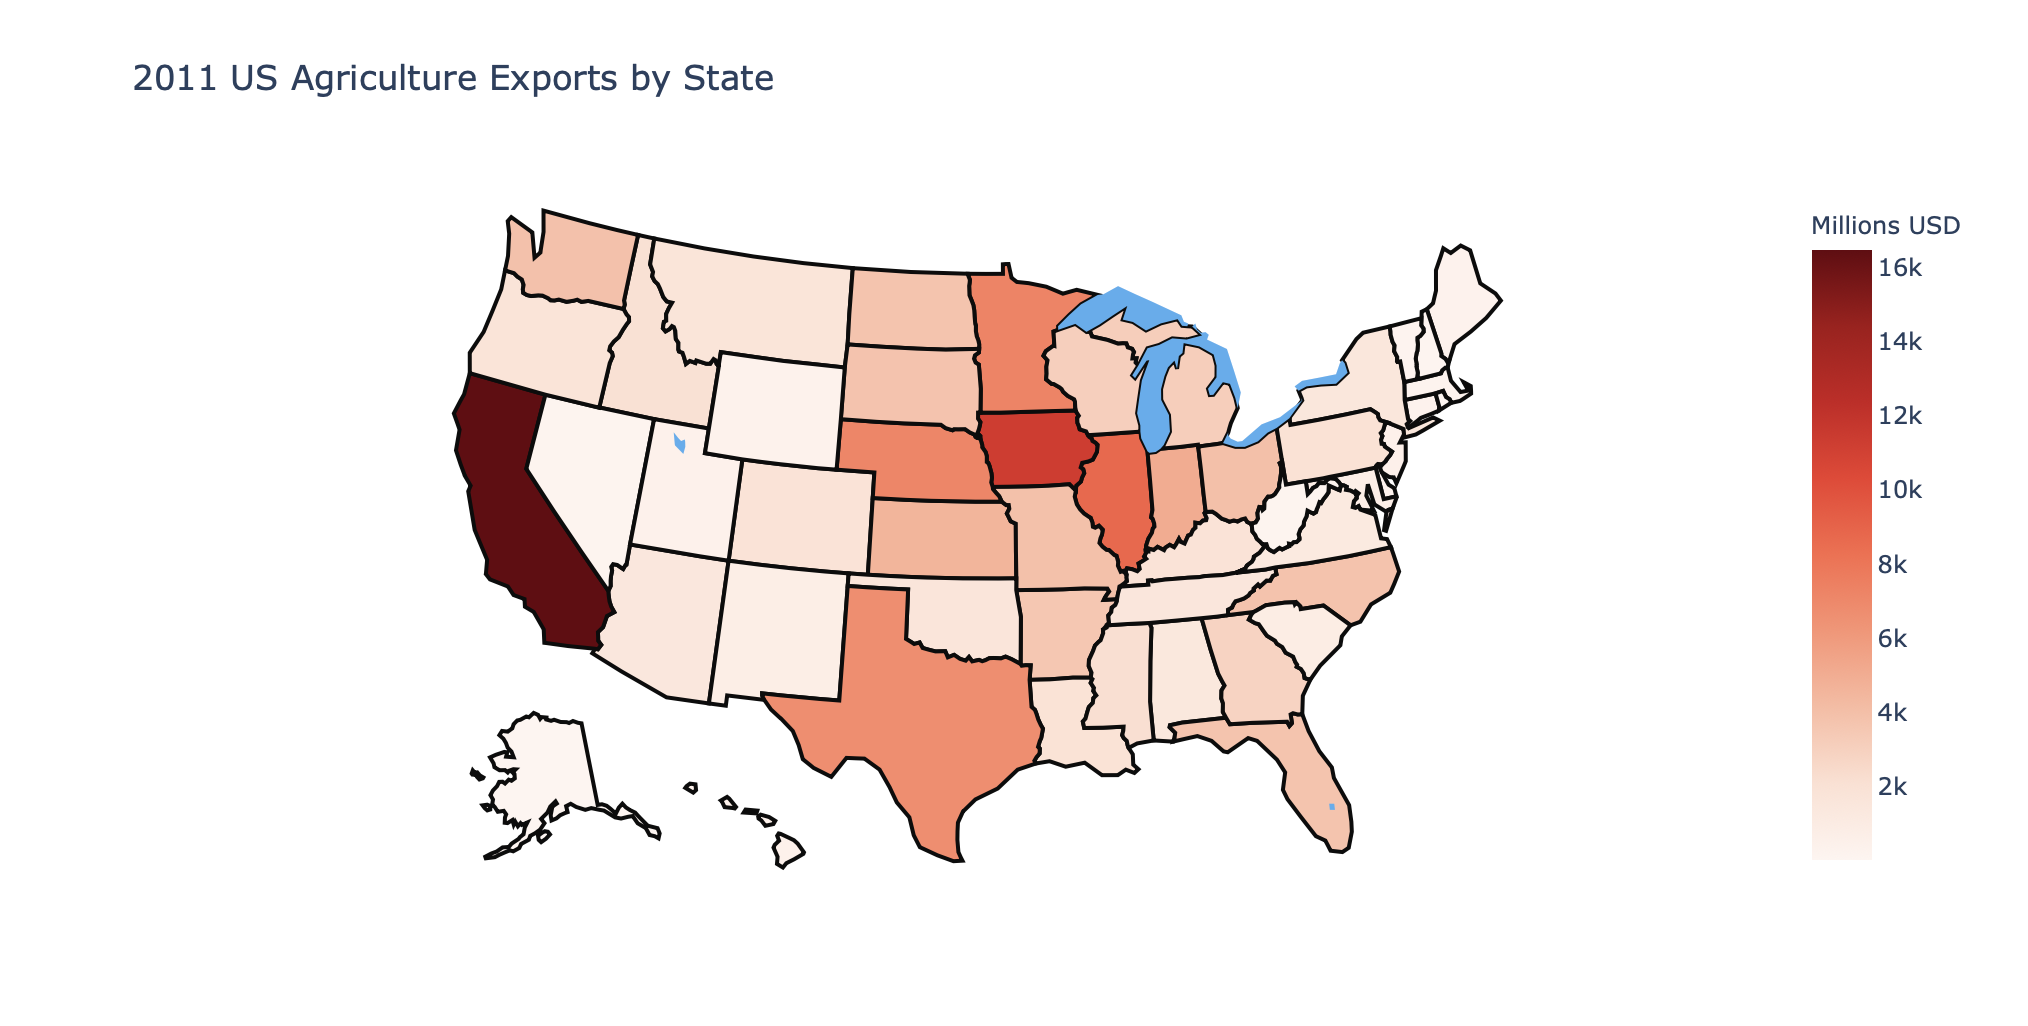 2011 US Agriculture Exports by State
Millions USD
16k
14k
12k
10k
8k
6k
4k
2k